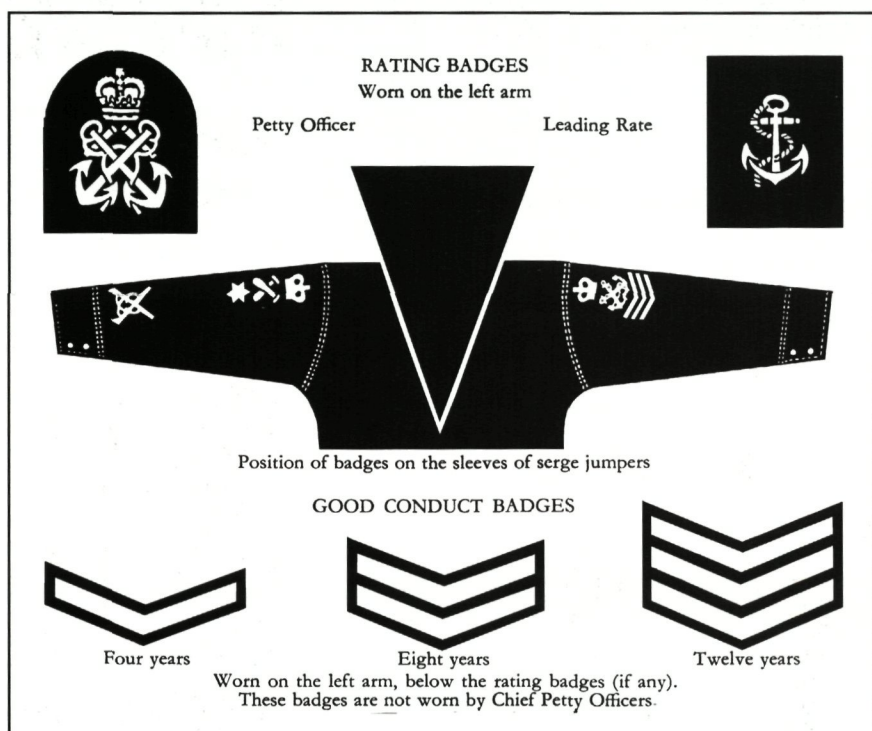 RATING BADGES
Worn on the left arm
Petty Officer
Leading Rate
Position of badges on the sleeves of serge jumpers
GOOD CONDUCT BADGES
Four years
Eight years
Twelve years
Worn on the left arm, below the rating badges (if any).
These badges are not worn by Chief Petty Officers.